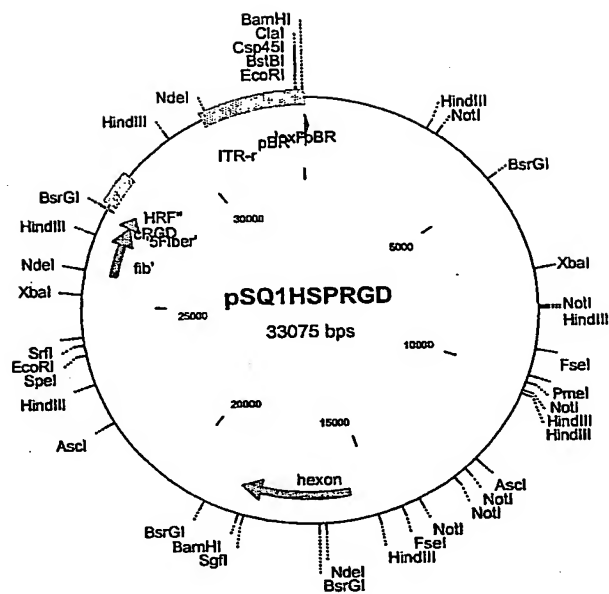 BamHI
ClaI
Csp45I
BstBI
EcoRI
NdeI
HindIII
BsrGI
HindIII
NdeI
XbaI
SrfI
EcoRI
SpeI
HindIII
AscI
BsrGI
BamHI
SgfI
NdeI
BsrGI
HindIII
FseI
NotI
NotI
NotI
AscI
HindIII
HindIII
NotI
PmeI
FseI
HindIII
NotI
XbaI
BsrGI
NotI
HindIII
ITR-r
pBR
loxP
pBR
HRF"
cRGD
'SFiber'
fib'
hexon
30000
5000
25000
10000
20000
15000
pSQ1HSPRGD
33075 bps